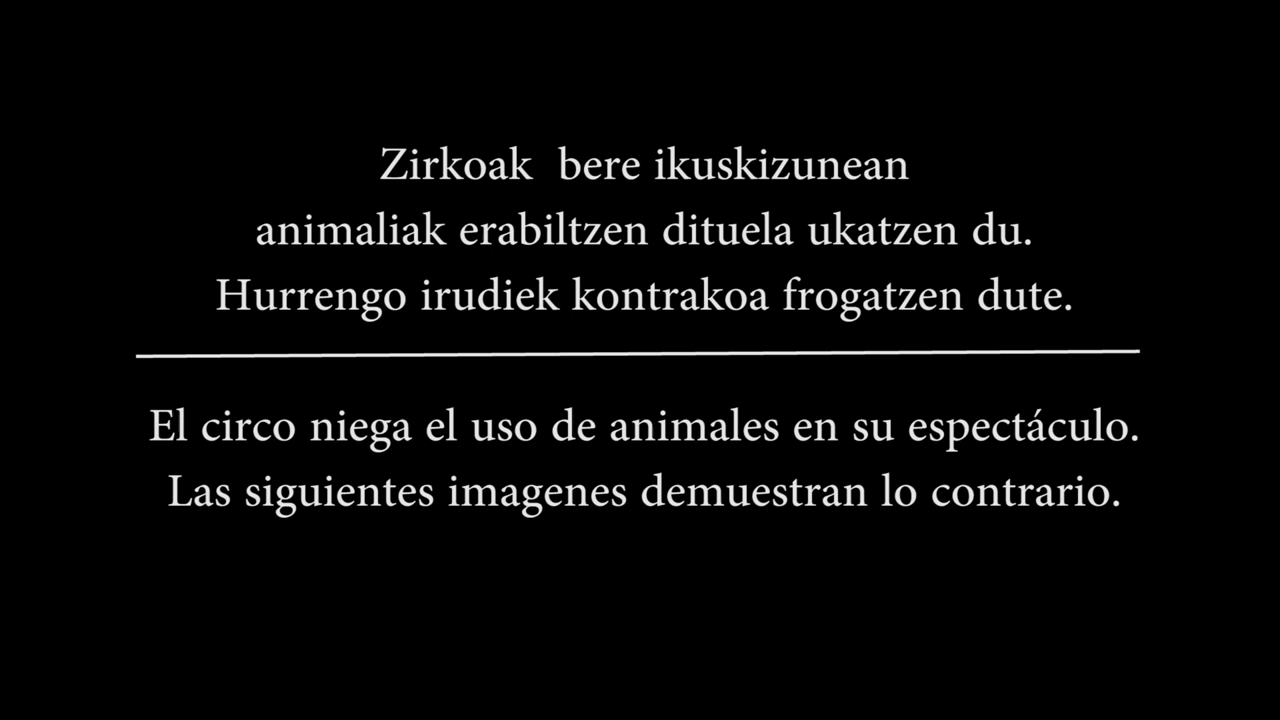 Zirkoak bere ikuskizunean
animaliak erabiltzen dituela ukatzen du.
Hurrengo irudiek kontrakoa frogatzen dute.
El circo niega el uso de animales en su espectáculo.
Las siguientes imagenes demuestran lo contrario.